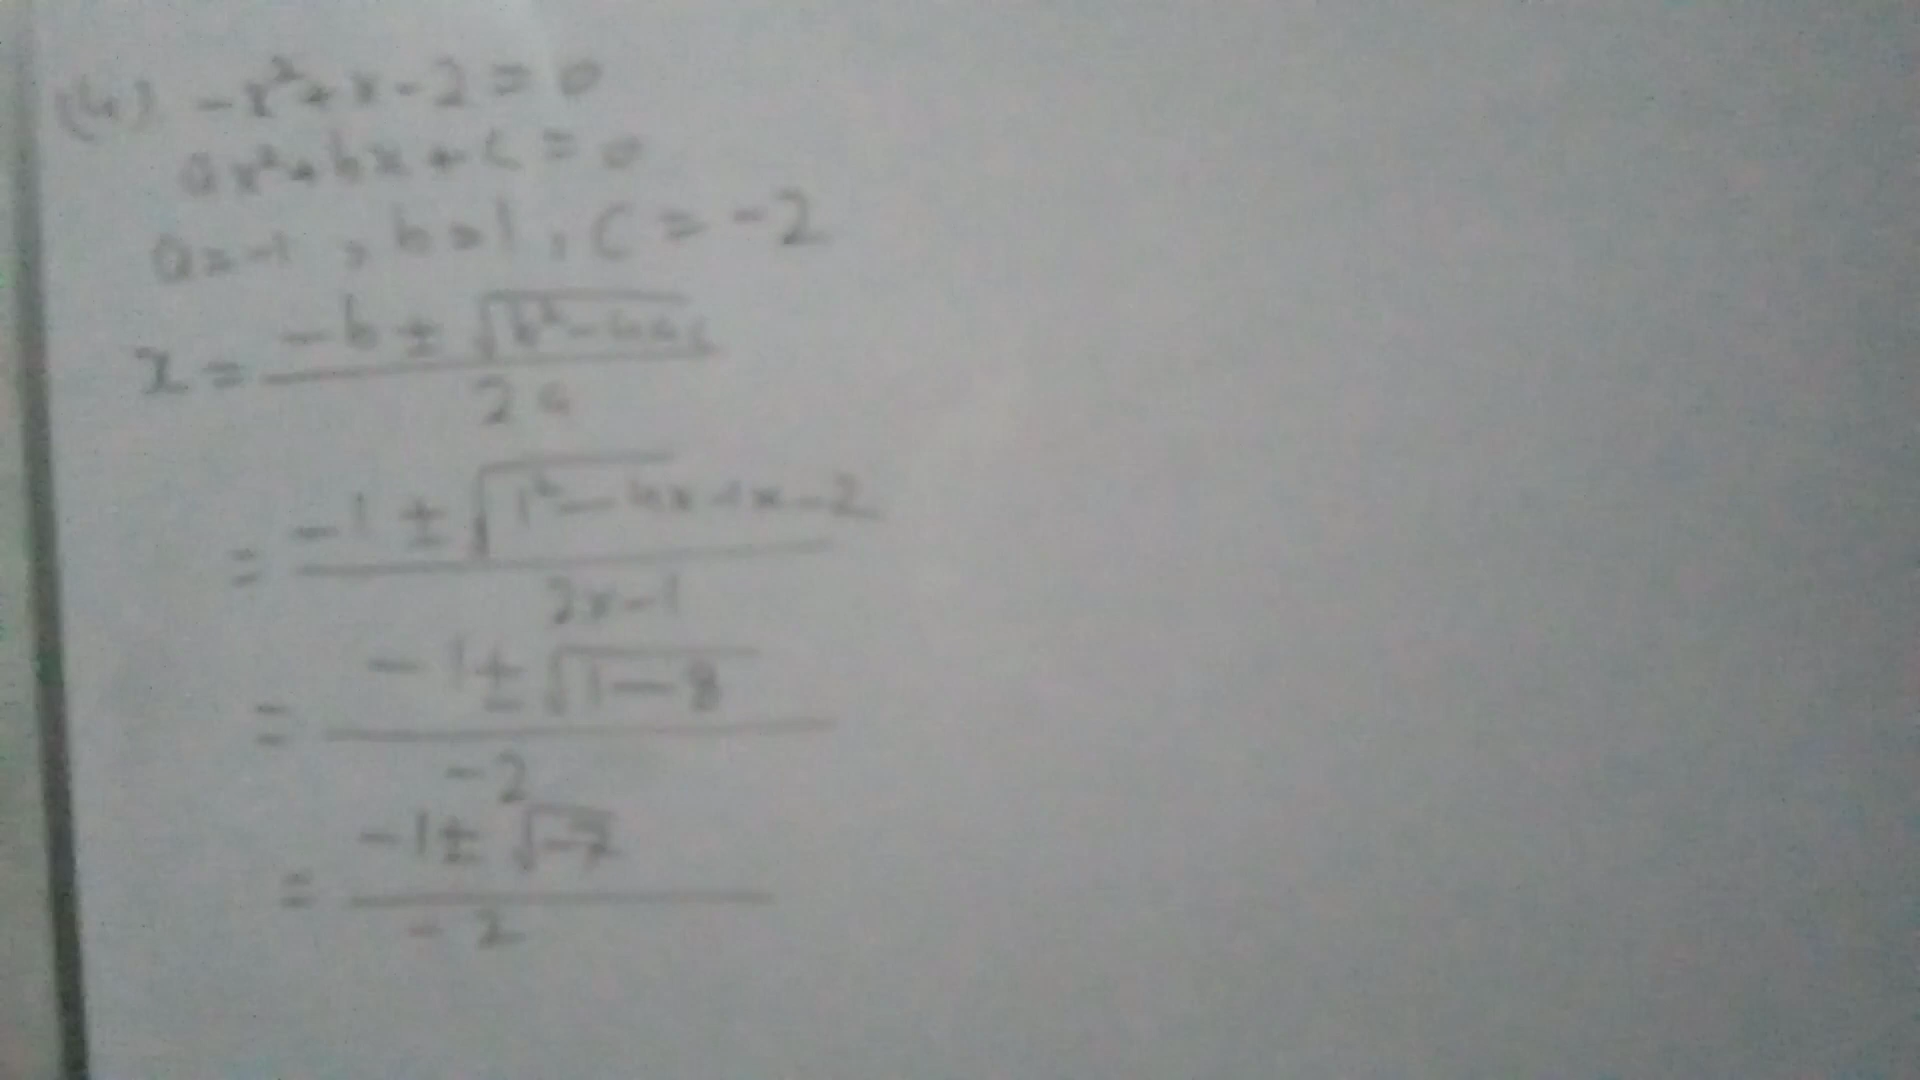 (4) -x²+x-2=0
ax²+bx+c=0
a=-1, b=1, c=-2
x = (-b ± √(b²-4ac)) / 2a
= (-1 ± √(1²-4x-1x-2)) / 2x-1
= (-1 ± √(1-8)) / -2
= (-1 ± √-7) / -2